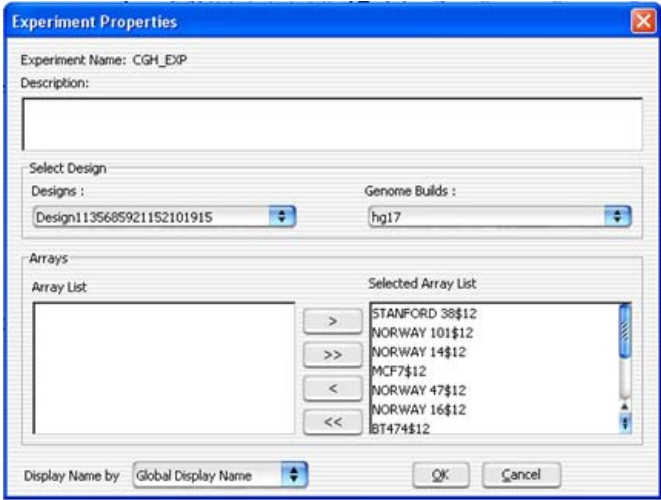 Experiment Properties
Experiment Name: CGH_EXP
Description:
Select Design
Designs :
Genome Builds :
Design1135685921152101915
hg17
Arrays
Array List
Selected Array List
STANFORD 38$12
NORWAY 101$12
NORWAY 14$12
MCF7$12
NORWAY 47$12
NORWAY 16$12
BT474$12
>
>>
<
<<
Display Name by
Global Display Name
OK
Cancel